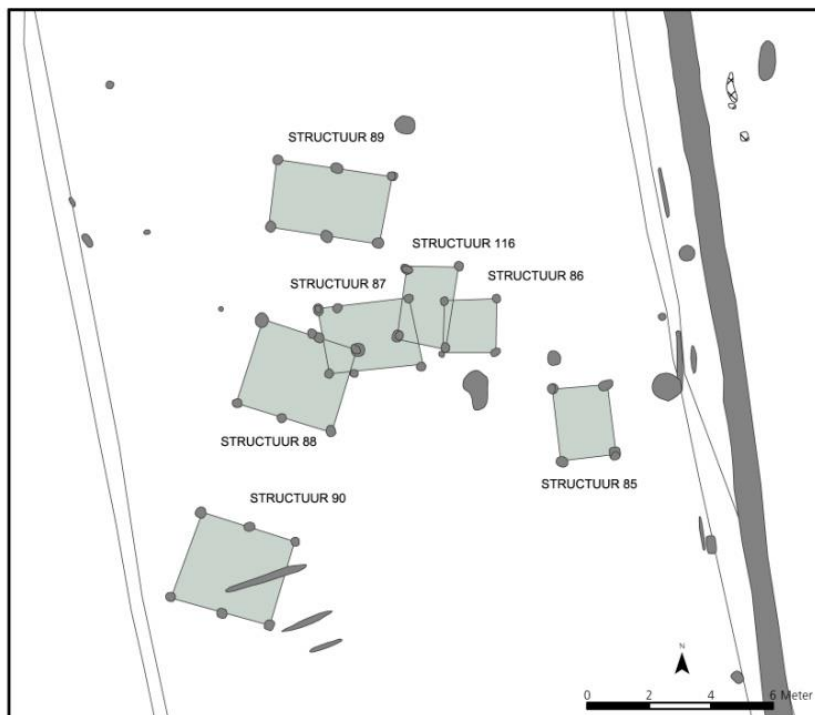 STRUCTUUR 89
STRUCTUUR 116
STRUCTUUR 87
STRUCTUUR 86
STRUCTUUR 88
STRUCTUUR 85
STRUCTUUR 90
N
0 2 4 6 Meter